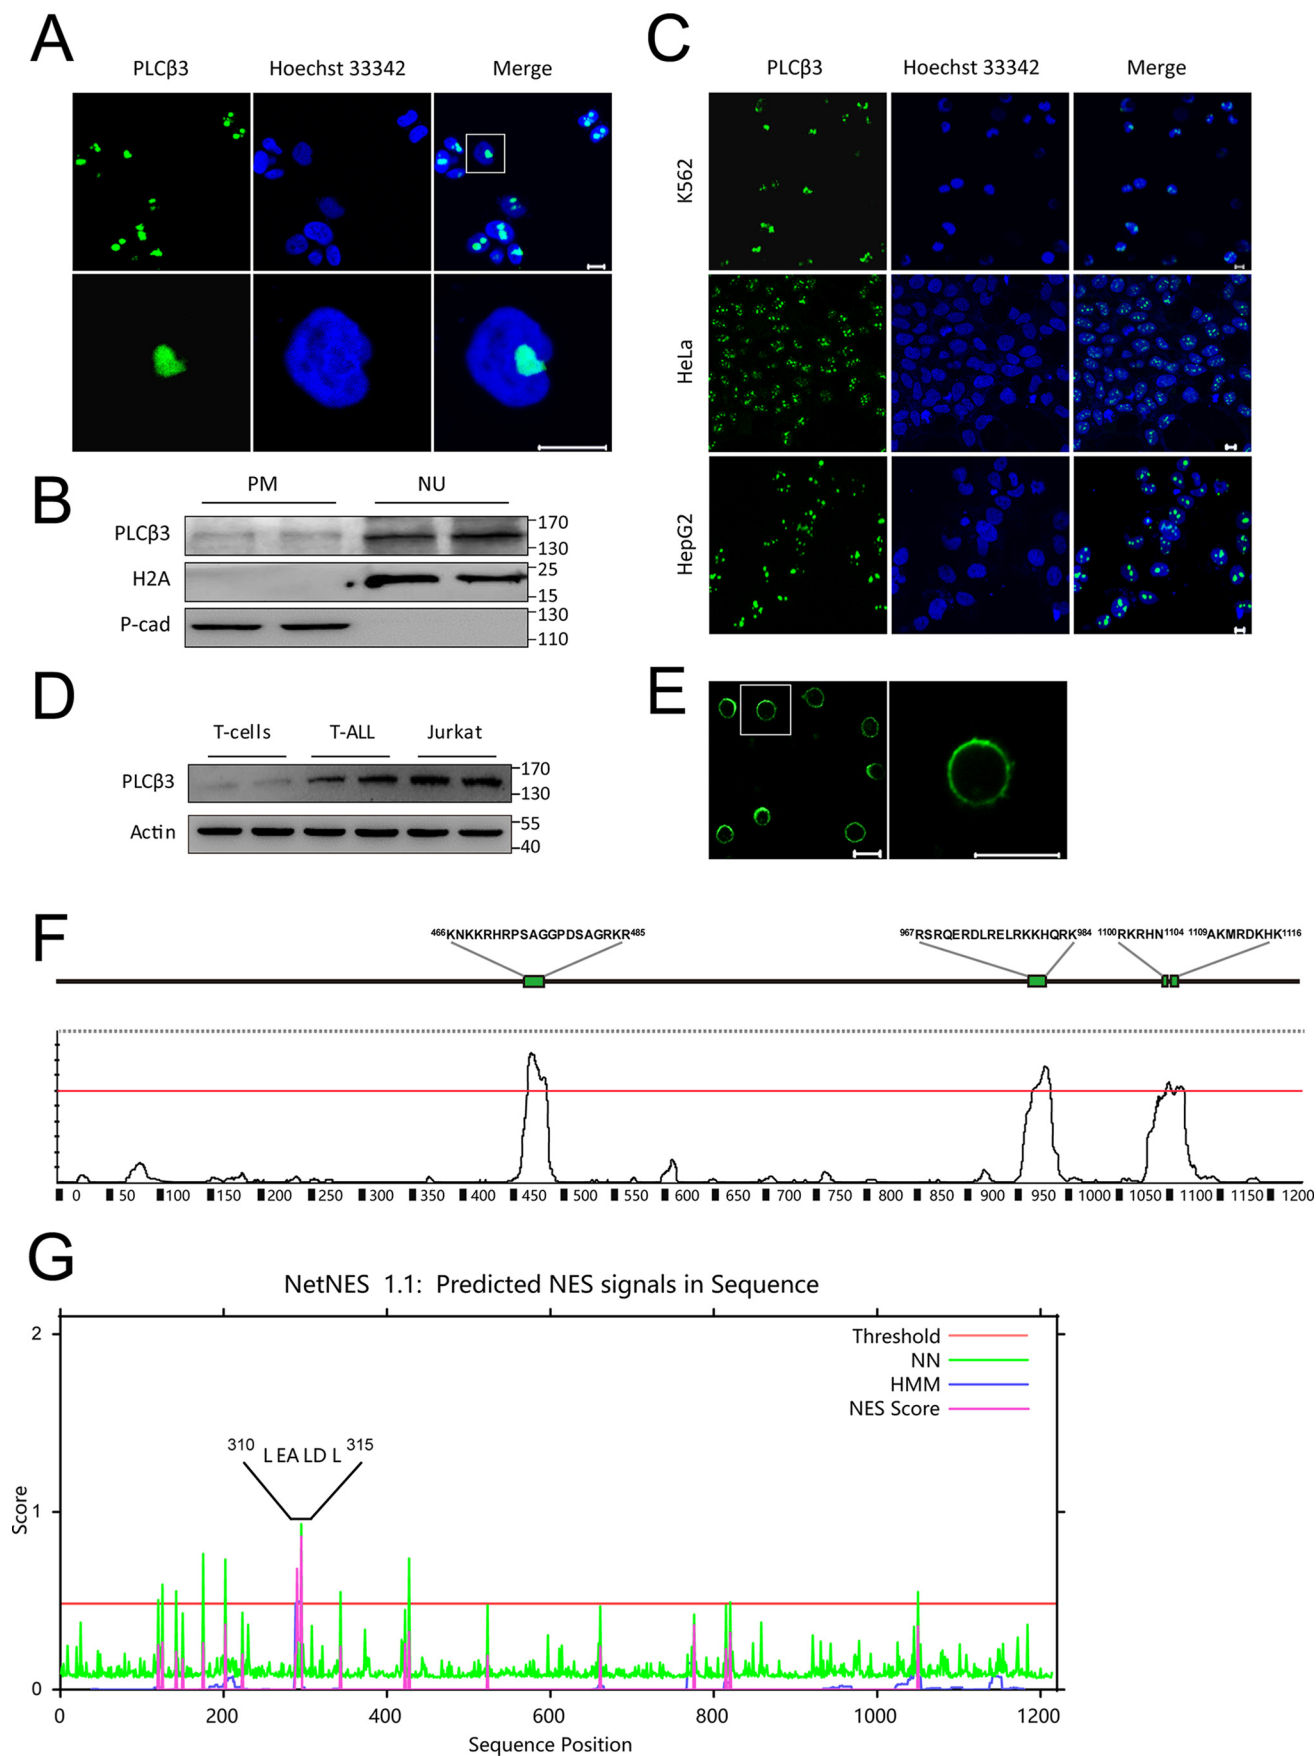 A
PLCβ3 Hoechst 33342 Merge
B
PM NU
PLCβ3 170
130
H2A 25
15
P-cad 130
110
C
PLCβ3 Hoechst 33342 Merge
K562
HeLa
HepG2
D
T-cells T-ALL Jurkat
PLCβ3 170
130
Actin 55
40
E
F
466KNKKRHRPSAGGPDSAGRKR485 967RSRQERDLRELRKKHQRK984 1100RKRHN1104 1109AKMRDKHK1116
0 50 100 150 200 250 300 350 400 450 500 550 600 650 700 750 800 850 900 950 1000 1050 1100 1150 1200
G
NetNES 1.1: Predicted NES signals in Sequence
Threshold
NN
HMM
NES Score
310 LEALDL 315
Score
2
1
0
0 200 400 600 800 1000 1200
Sequence Position